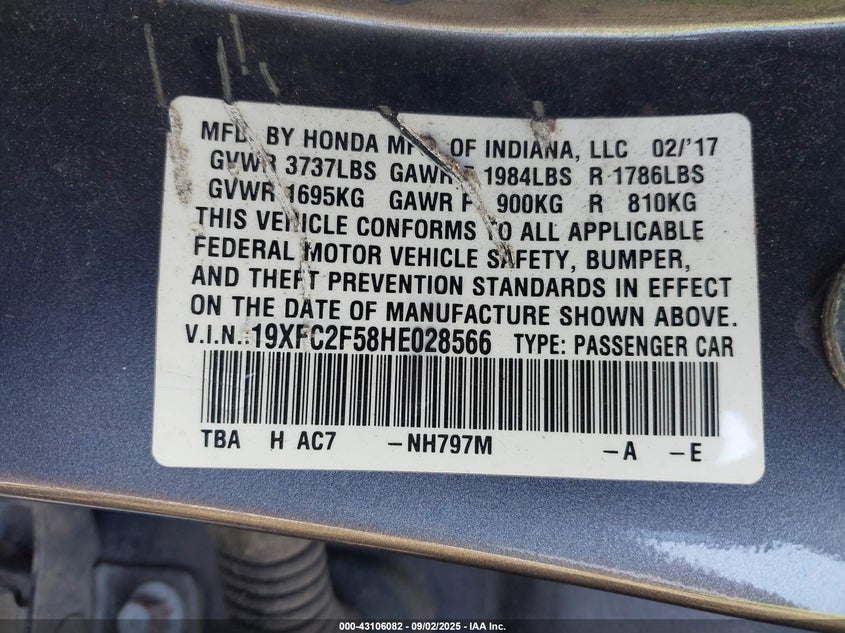 MFD. BY HONDA MFG. OF INDIANA, LLC 02/'17
GVWR 3737LBS GAWR F 1984LBS R 1786LBS
GVWR 1695KG GAWR F 900KG R 810KG
THIS VEHICLE CONFORMS TO ALL APPLICABLE
FEDERAL MOTOR VEHICLE SAFETY, BUMPER,
AND THEFT PREVENTION STANDARDS IN EFFECT
ON THE DATE OF MANUFACTURE SHOWN ABOVE.
V.I.N.:19XFC2F58HE028566 TYPE: PASSENGER CAR
TBA H AC7 –NH797M –A –E
000-43106082 - 09/02/2025 - IAA Inc.